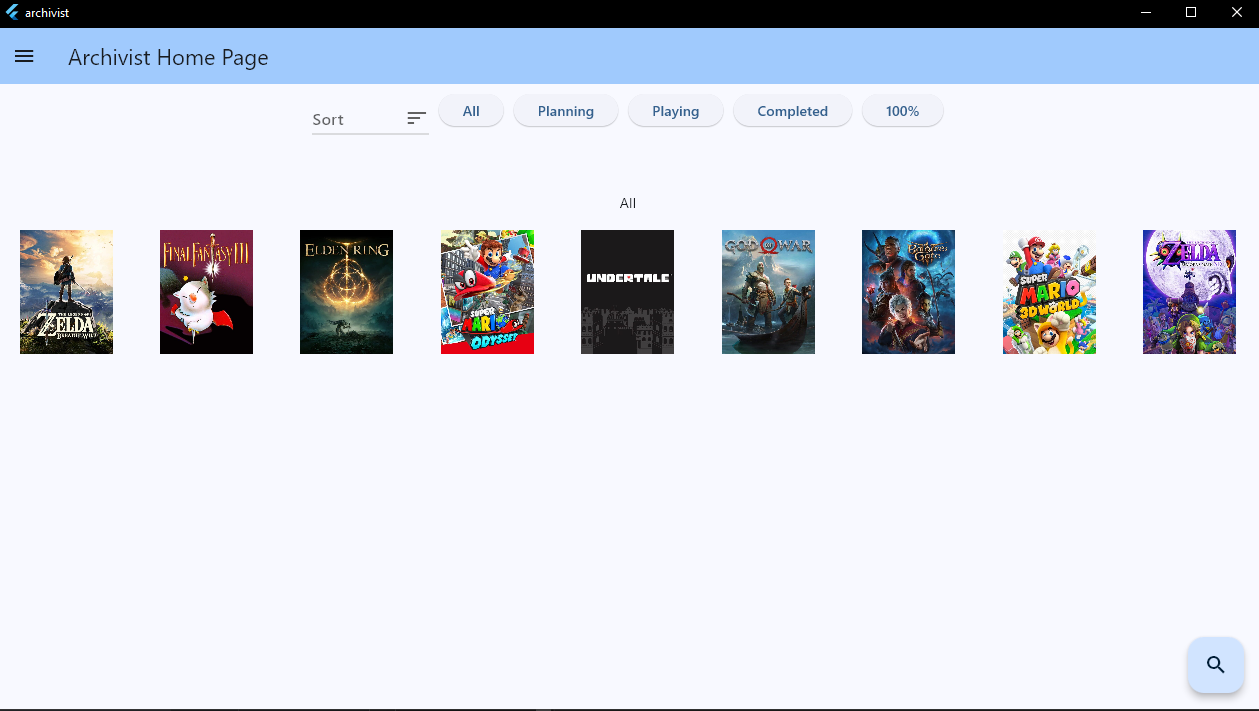 archivist
Archivist Home Page
Sort
All
Planning
Playing
Completed
100%
All
THE LEGEND OF
ZELDA
BREATH OF THE WILD
FINAL FANTASY III
ELDEN RING
SUPER
MARIO
ODYSSEY
UNDERTALE
GOD OF WAR
Baldur's
Gate
SUPER
MARIO
3D WORLD
ZELDA
MAJORA'S MASK